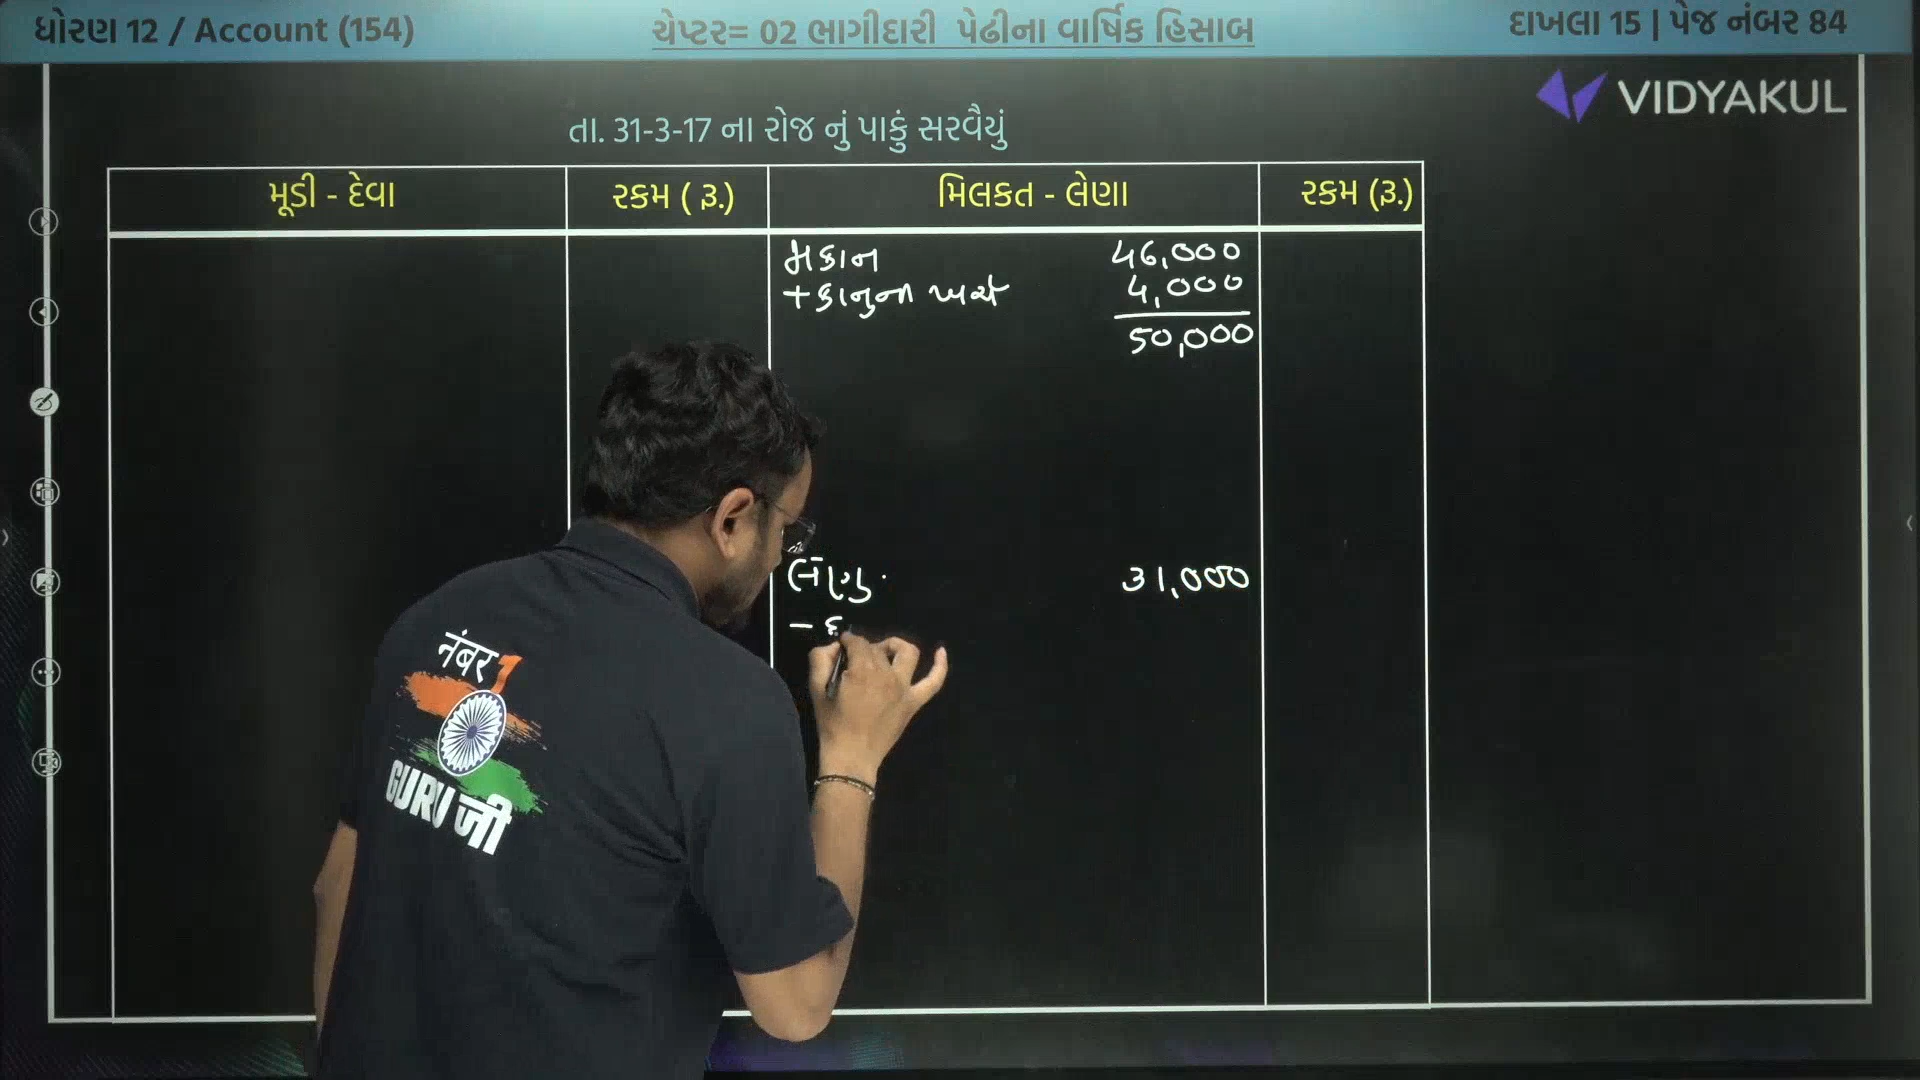 ધોરણ 12 / Account (154)
ચેપ્ટર= 02 ભાગીદારી પેઢીના વાર્ષિક હિસાબ
દાખલા 15 | પેજ નંબર 84
VIDYAKUL
તા. 31-3-17 ના રોજ નું પાકું સરવૈયું
મૂડી - દેવા રકમ ( રૂ.) મિલકત - લેણા રકમ (રૂ.)
મકાન 46,000
+ કાનુની ખર્ચ 4,000
50,000
દેવાદાર 31,000
-
નંબર 1
GURU जी